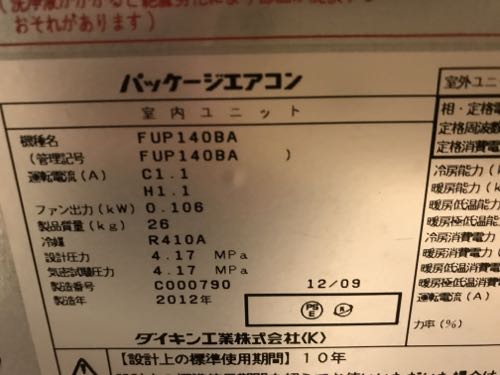 おそれがあります)
パッケージエアコン
室内ユニット
機種名 FUP140BA
(管理記号 FUP140BA )
運転電流(A) C1.1
H1.1
ファン出力(kW) 0.106
製品質量(kg) 26
冷媒 R410A
設計圧力 4.17 MPa
気密試験圧力 4.17 MPa
製造番号 C000790 12/09
製造年 2012年
ダイキン工業株式会社〈K〉
【設計上の標準使用期間】10年
室外ユニ
相・定格電
定格周波数
定格消費電
冷房能力(k
暖房能力(k
暖房低温能力
暖房極低温能力
冷房消費電力
暖房消費電力(
暖房低温消費電
暖房極低温消費
運転電流(A)
力率(%)